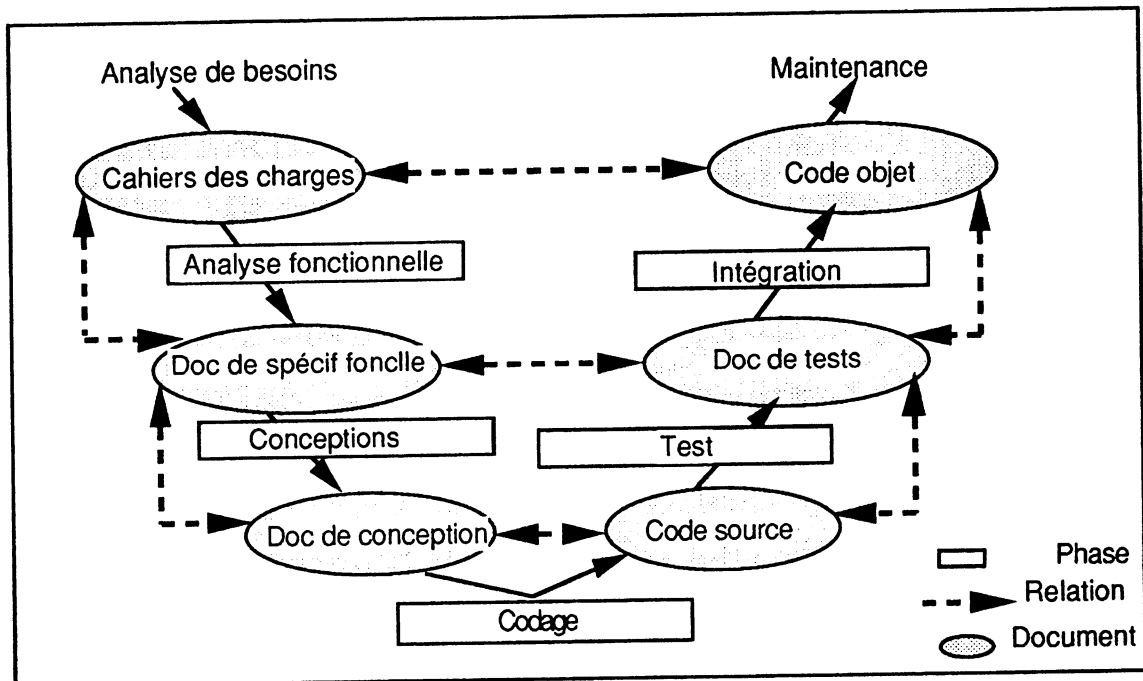 Analyse de besoins
Maintenance
Cahiers des charges
Code objet
Analyse fonctionnelle
Intégration
Doc de spécif fonclle
Doc de tests
Conceptions
Test
Doc de conception
Code source
Codage
Phase
Relation
Document